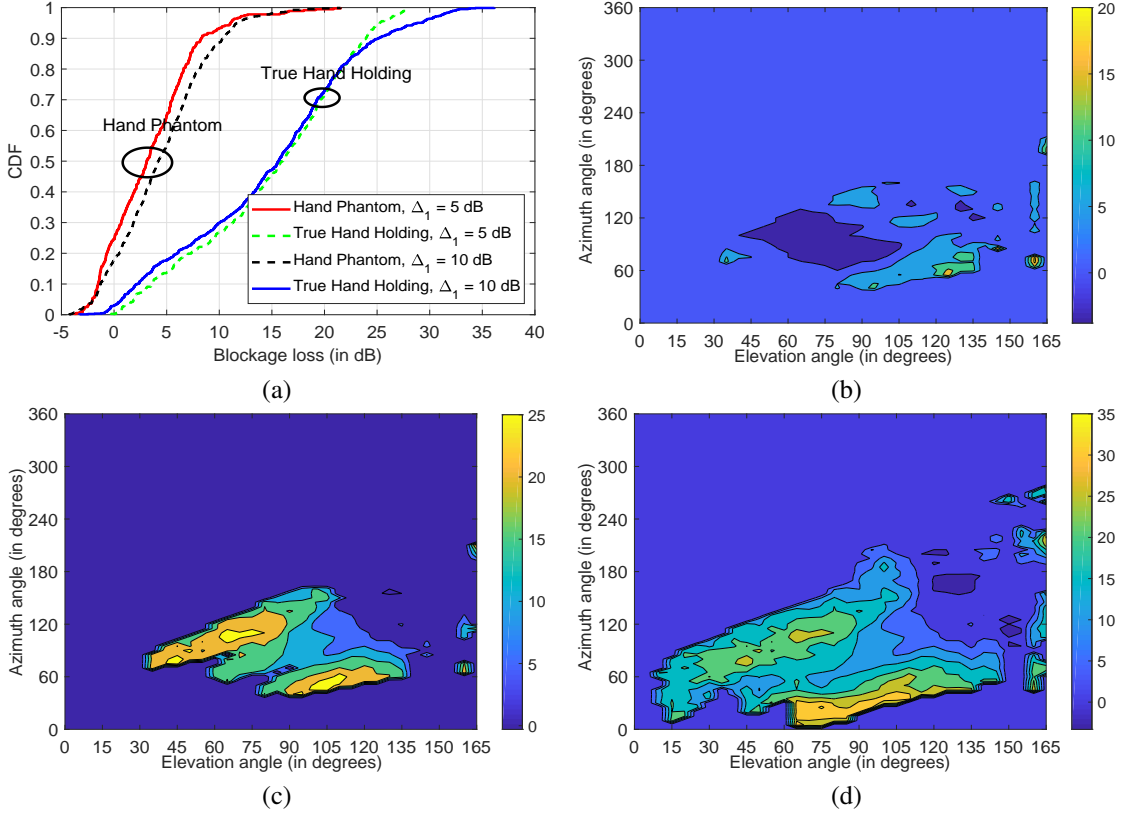 1
0.9
0.8
0.7
0.6
0.5
0.4
0.3
0.2
0.1
0
CDF
True Hand Holding
Hand Phantom
Hand Phantom, Δ1 = 5 dB
True Hand Holding, Δ1 = 5 dB
Hand Phantom, Δ1 = 10 dB
True Hand Holding, Δ1 = 10 dB
-5 0 5 10 15 20 25 30 35 40
Blockage loss (in dB)
(a)
360
300
240
180
120
60
0
Azimuth angle (in degrees)
0 15 30 45 60 75 90 105 120 135 150 165
Elevation angle (in degrees)
20
15
10
5
0
(b)
360
300
240
180
120
60
0
Azimuth angle (in degrees)
0 15 30 45 60 75 90 105 120 135 150 165
Elevation angle (in degrees)
25
20
15
10
5
0
(c)
360
300
240
180
120
60
0
Azimuth angle (in degrees)
0 15 30 45 60 75 90 105 120 135 150 165
Elevation angle (in degrees)
35
30
25
20
15
10
5
0
(d)